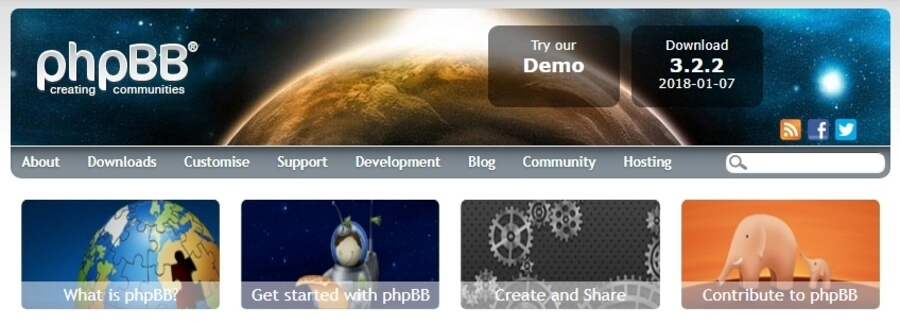 phpBB®
creating communities
Try our
Demo
Download
3.2.2
2018-01-07
About Downloads Customise Support Development Blog Community Hosting
What is phpBB? Get started with phpBB Create and Share Contribute to phpBB